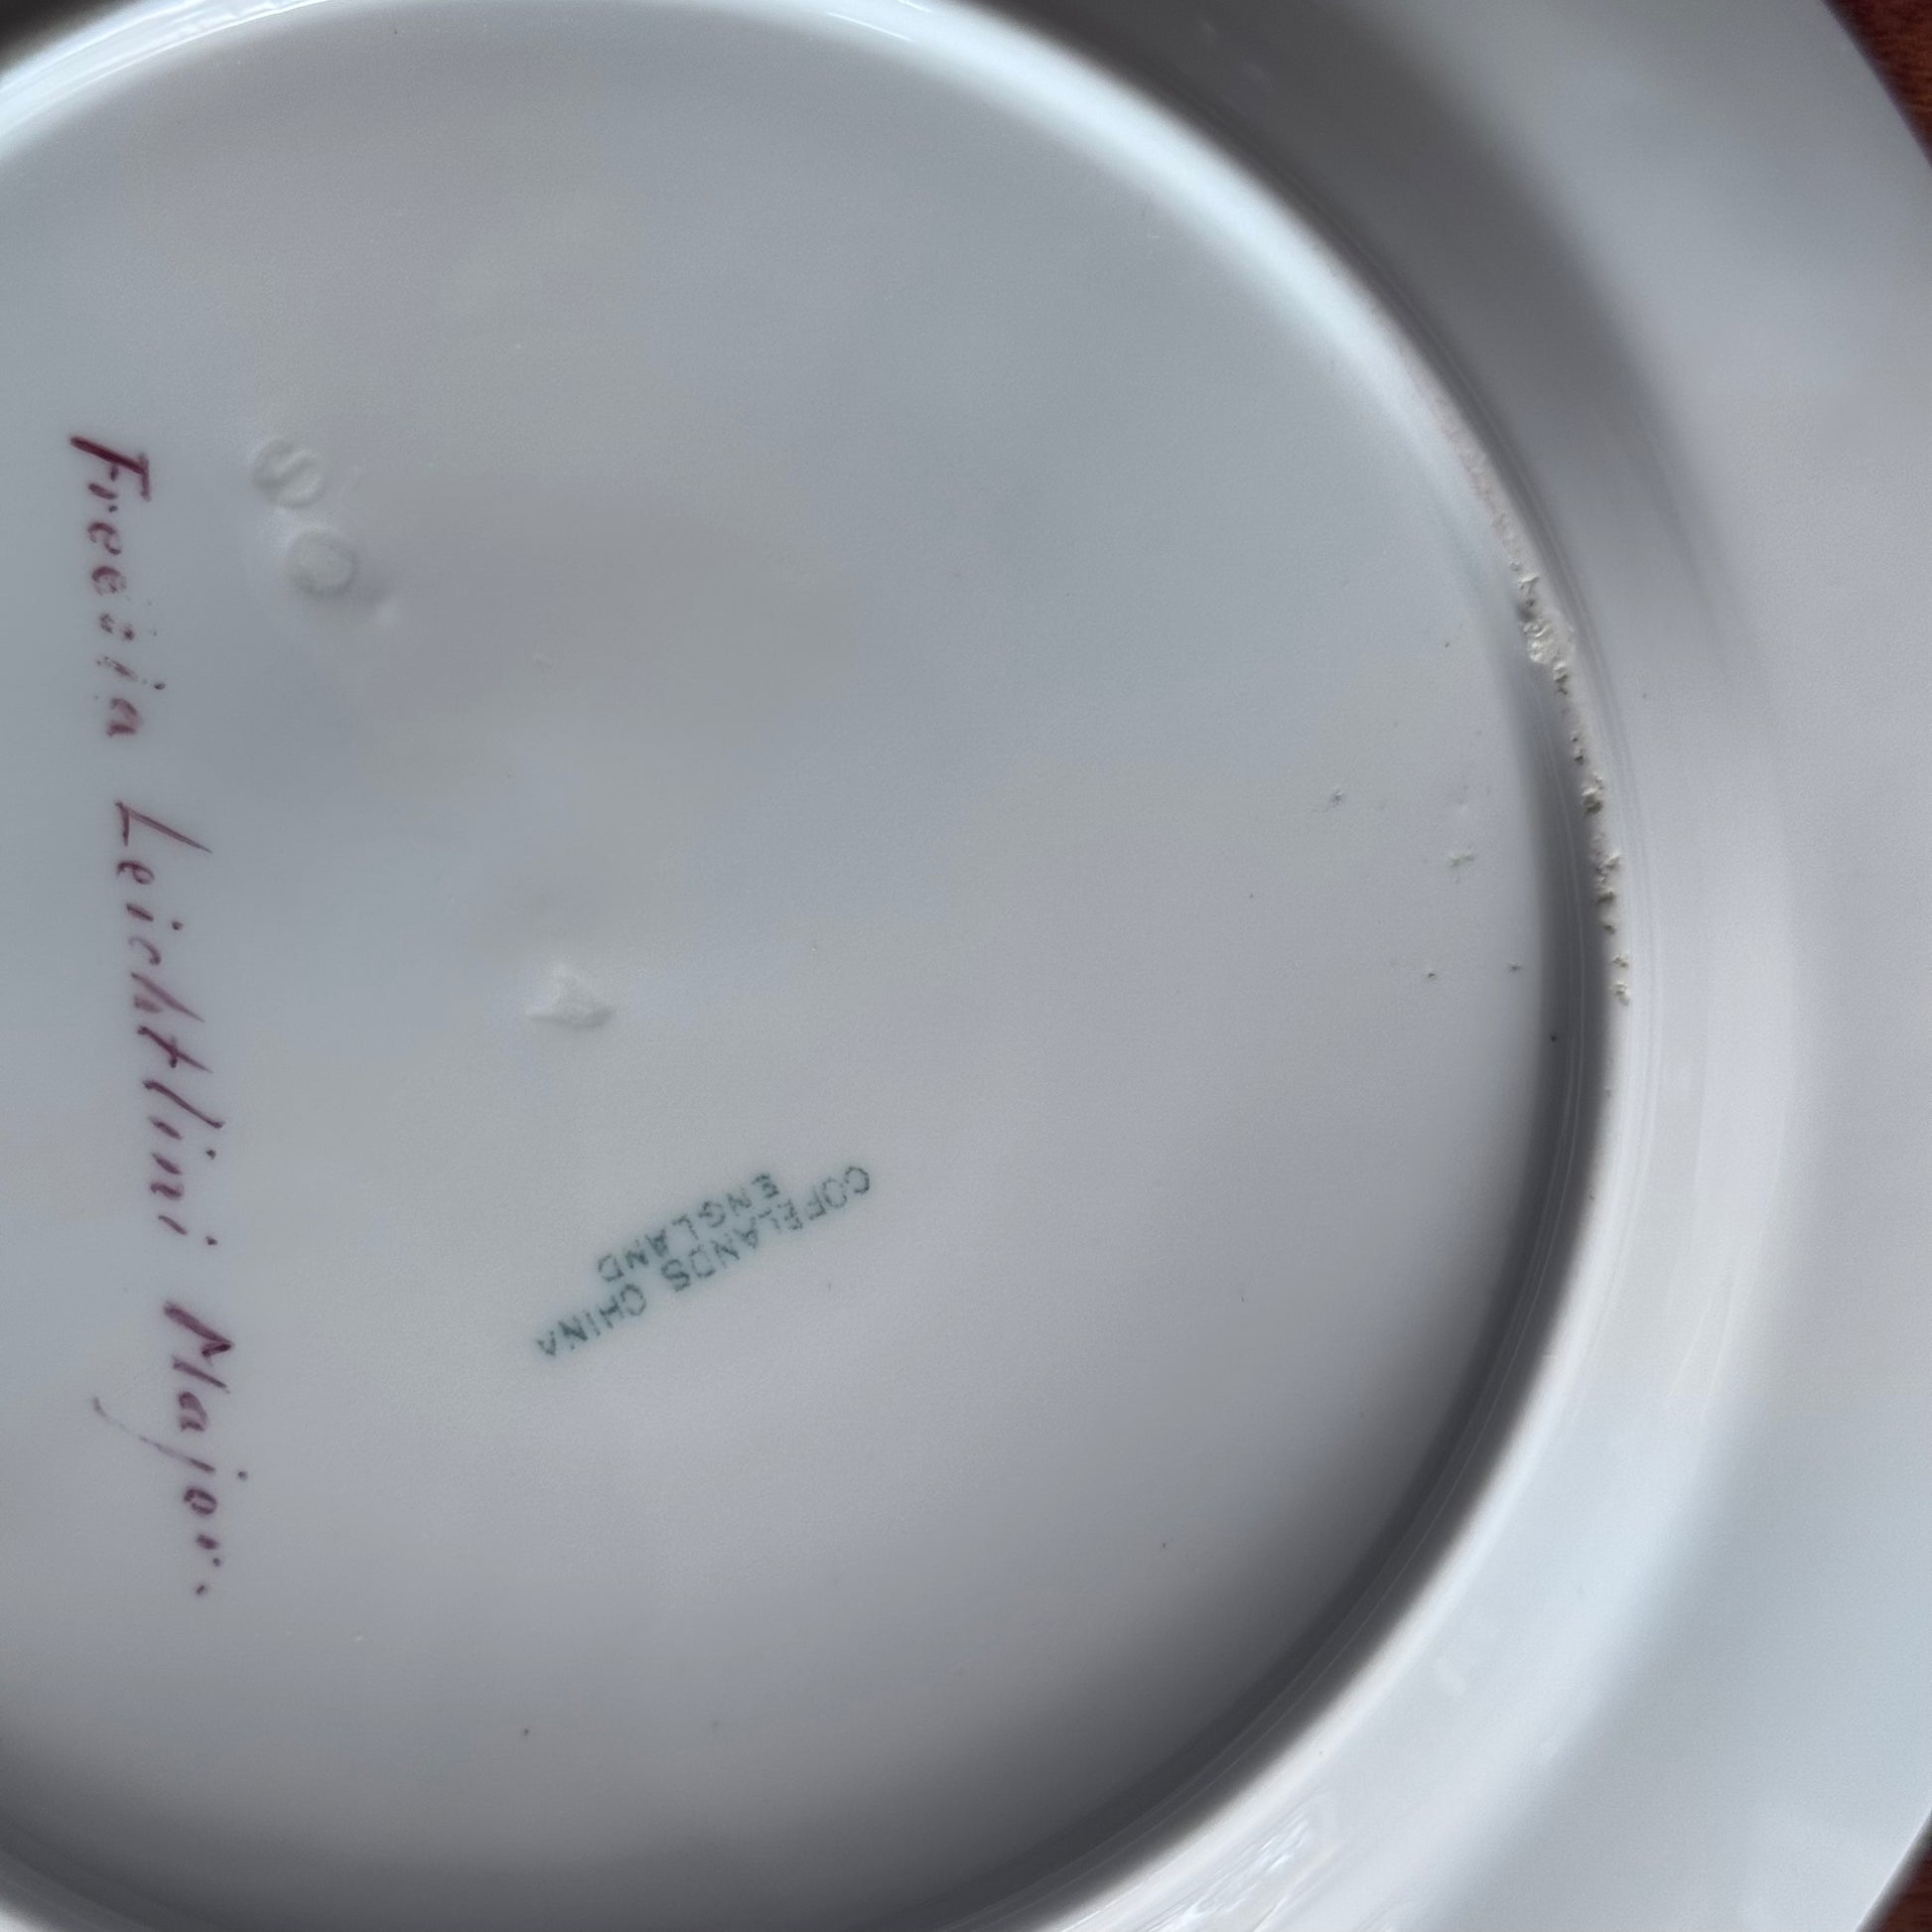 Freesia Leichtlini Major.
COPELANDS CHINA
ENGLAND